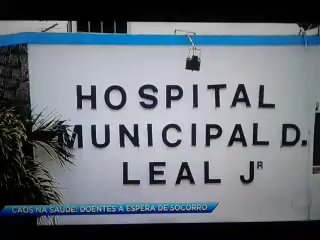 HOSPITAL
MUNICIPAL D.
LEAL Jᴿ
CAOS NA SAÚDE: DOENTES À ESPERA DE SOCORRO